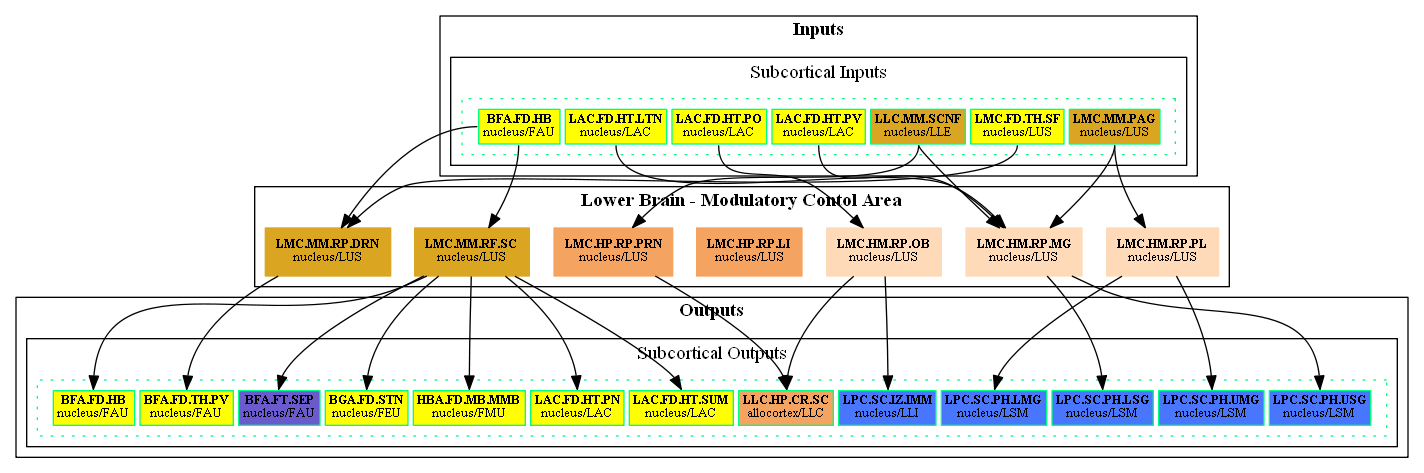 Inputs
Subcortical Inputs
BFA.FD.HB
nucleus/FAU
LAC.FD.HT.LTN
nucleus/LAC
LAC.FD.HT.PO
nucleus/LAC
LAC.FD.HT.PV
nucleus/LAC
LLC.MM.SCNF
nucleus/LLE
LMC.FD.TH.SF
nucleus/LUS
LMC.MM.PAG
nucleus/LUS
Lower Brain - Modulatory Contol Area
LMC.MM.RP.DRN
nucleus/LUS
LMC.MM.RF.SC
nucleus/LUS
LMC.HP.RP.PRN
nucleus/LUS
LMC.HP.RP.LI
nucleus/LUS
LMC.HM.RP.OB
nucleus/LUS
LMC.HM.RP.MG
nucleus/LUS
LMC.HM.RP.PL
nucleus/LUS
Outputs
Subcortical Outputs
BFA.FD.HB
nucleus/FAU
BFA.FD.TH.PV
nucleus/FAU
BFA.FT.SEP
nucleus/FAU
BGA.FD.STN
nucleus/FEU
HBA.FD.MB.MMB
nucleus/FMU
LAC.FD.HT.PN
nucleus/LAC
LAC.FD.HT.SUM
nucleus/LAC
LLC.HP.CR.SC
allocortex/LLC
LPC.SC.IZ.IMM
nucleus/LLI
LPC.SC.PH.LMG
nucleus/LSM
LPC.SC.PH.LSG
nucleus/LSM
LPC.SC.PH.UMG
nucleus/LSM
LPC.SC.PH.USG
nucleus/LSM